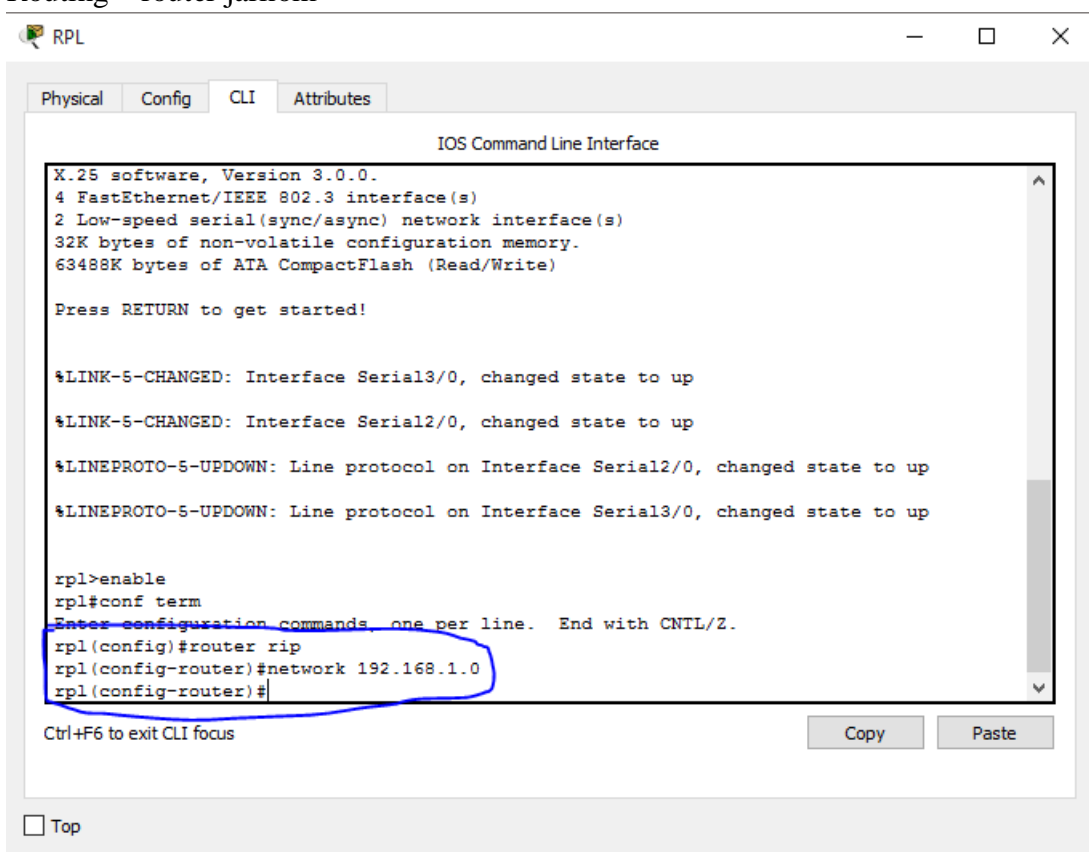 RPL
Physical Config CLI Attributes
IOS Command Line Interface
X.25 software, Version 3.0.0.
4 FastEthernet/IEEE 802.3 interface(s)
2 Low-speed serial(sync/async) network interface(s)
32K bytes of non-volatile configuration memory.
63488K bytes of ATA CompactFlash (Read/Write)
Press RETURN to get started!
%LINK-5-CHANGED: Interface Serial3/0, changed state to up
%LINK-5-CHANGED: Interface Serial2/0, changed state to up
%LINEPROTO-5-UPDOWN: Line protocol on Interface Serial2/0, changed state to up
%LINEPROTO-5-UPDOWN: Line protocol on Interface Serial3/0, changed state to up
rpl>enable
rpl#conf term
Enter configuration commands, one per line. End with CNTL/Z.
rpl(config)#router rip
rpl(config-router)#network 192.168.1.0
rpl(config-router)#
Ctrl+F6 to exit CLI focus
Copy Paste
Top